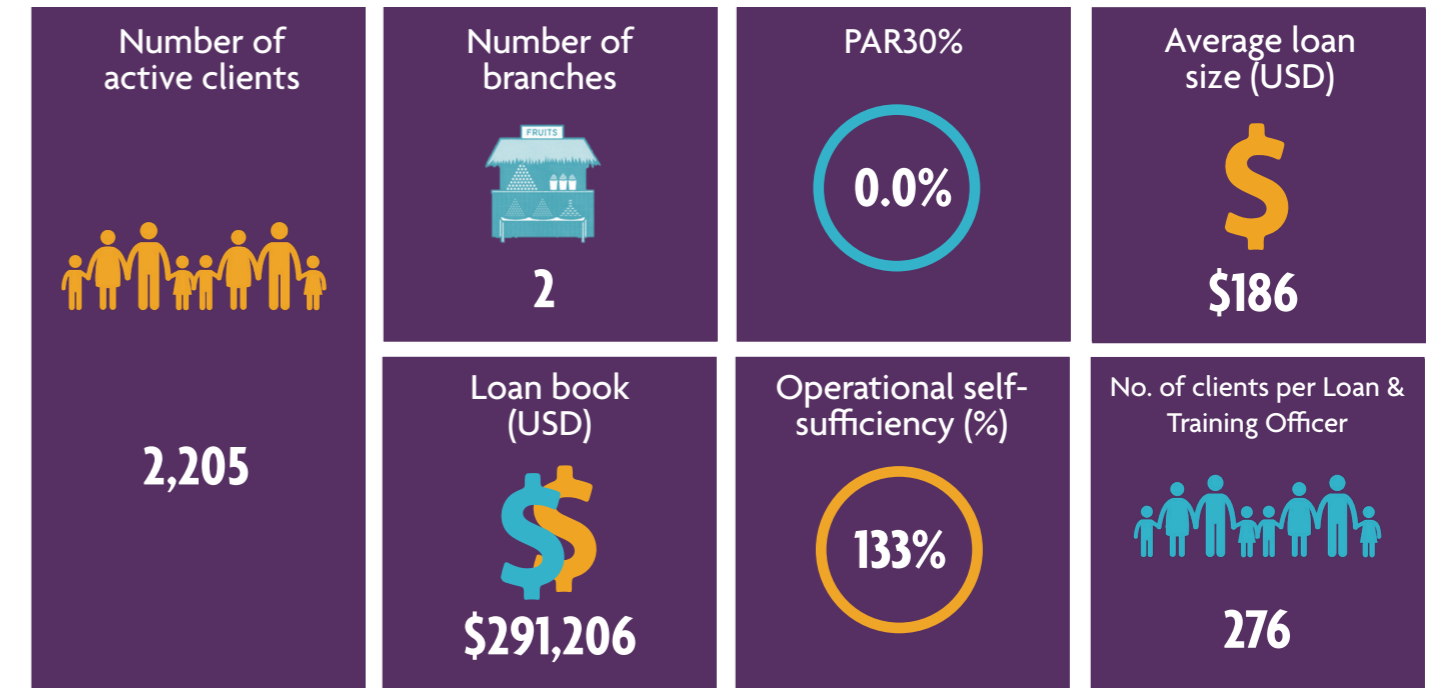 Number of
active clients
2,205
Number of
branches
FRUITS
2
PAR30%
0.0%
Average loan
size (USD)
$186
Loan book
(USD)
$291,206
Operational self-
sufficiency (%)
133%
No. of clients per Loan &
Training Officer
276